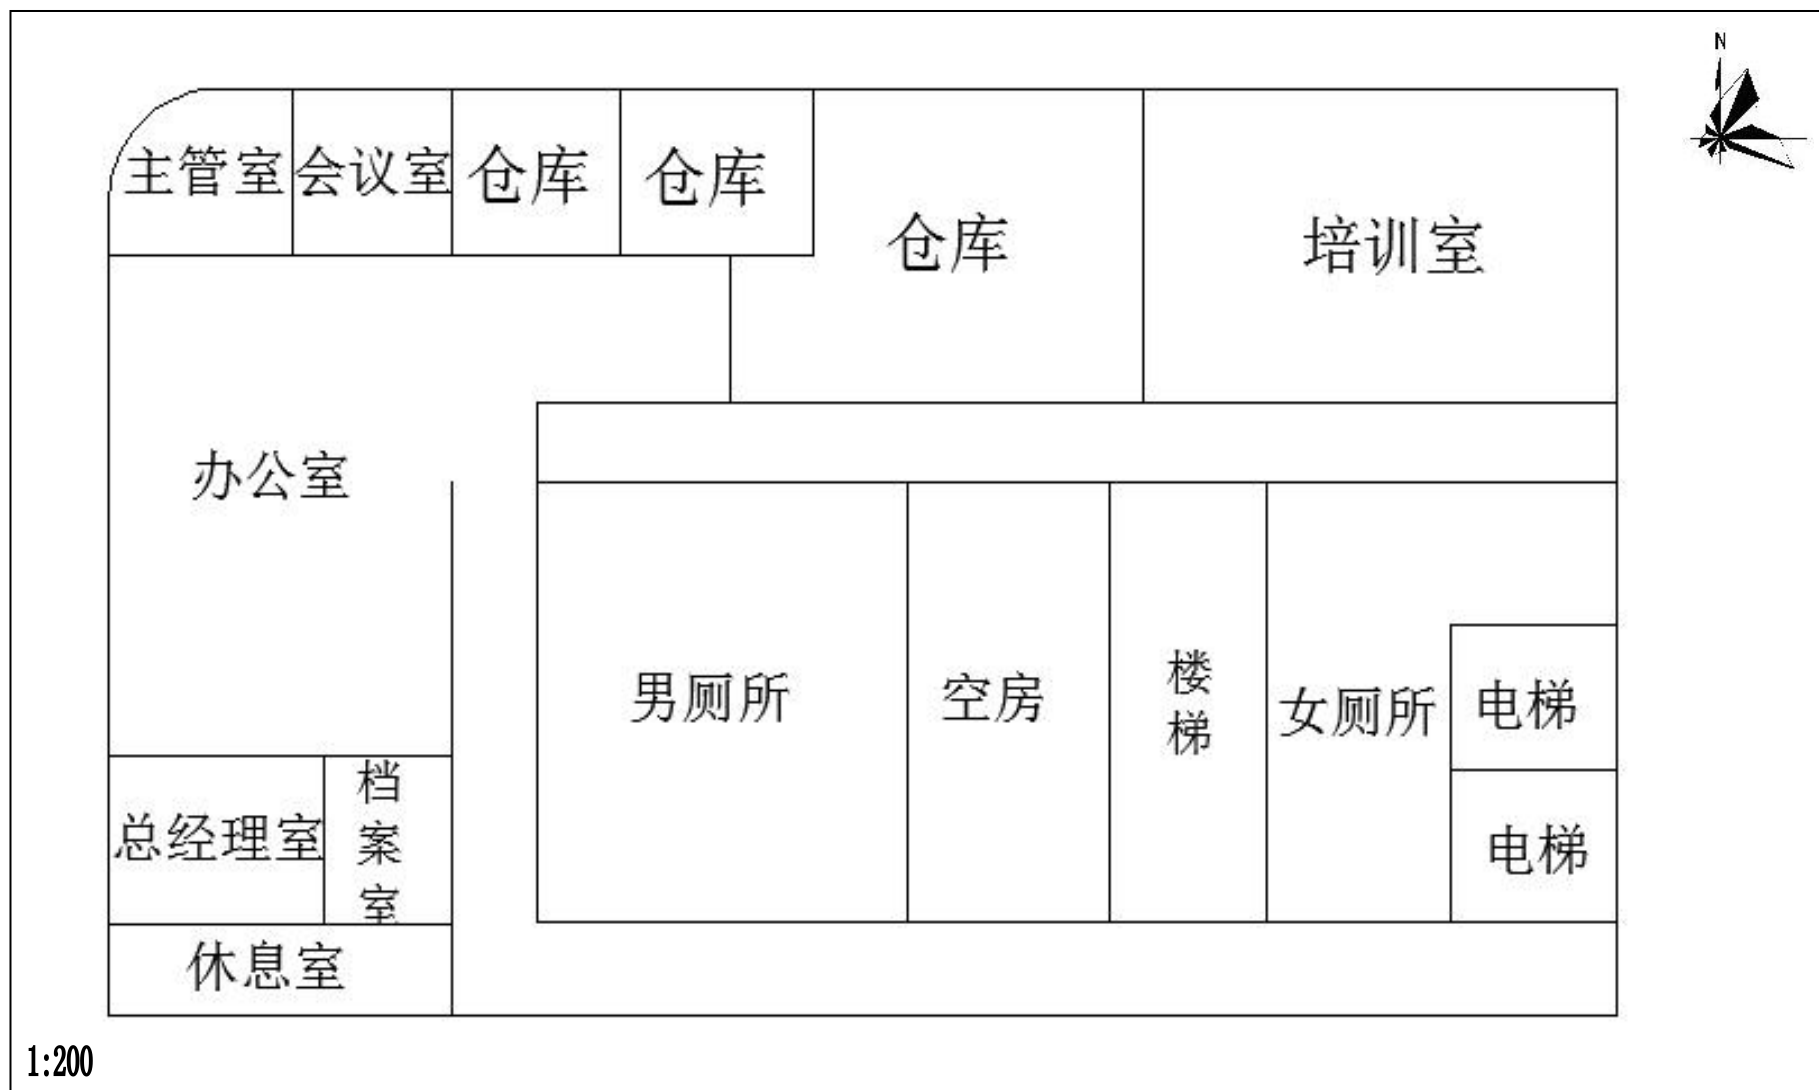 N
主管室
会议室
仓库
仓库
仓库
培训室
办公室
男厕所
空房
楼梯
女厕所
电梯
总经理室
档案室
电梯
休息室
1:200